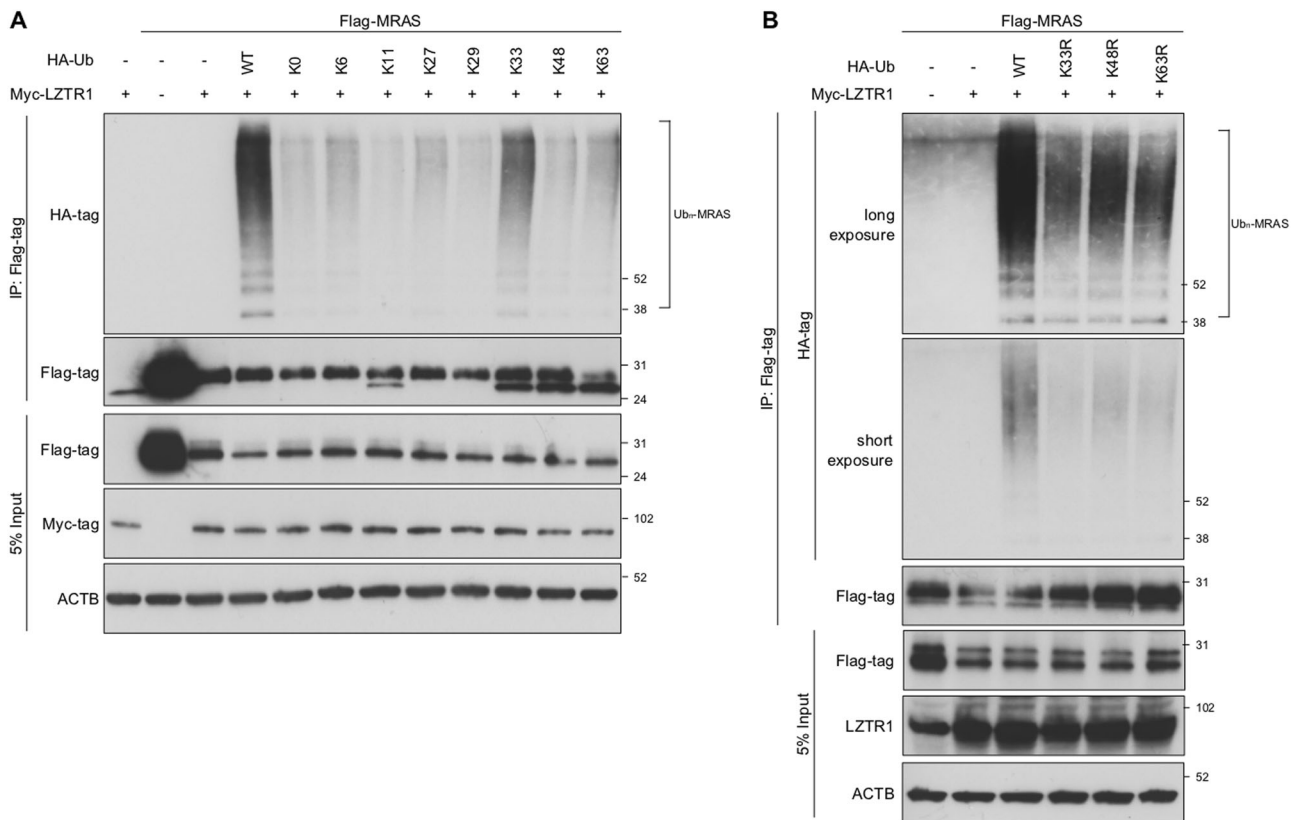 A
Flag-MRAS
HA-Ub - - - WT K0 K6 K11 K27 K29 K33 K48 K63
Myc-LZTR1 + - + + + + + + + + + +
IP: Flag-tag
HA-tag
52
38
Ubn-MRAS
Flag-tag
31
24
5% Input
Flag-tag
31
24
Myc-tag
102
ACTB
52
B
Flag-MRAS
HA-Ub - - WT K33R K48R K63R
Myc-LZTR1 - + + + + +
IP: Flag-tag
HA-tag
long
exposure
52
38
Ubn-MRAS
short
exposure
52
38
Flag-tag
31
5% Input
Flag-tag
31
LZTR1
102
ACTB
52